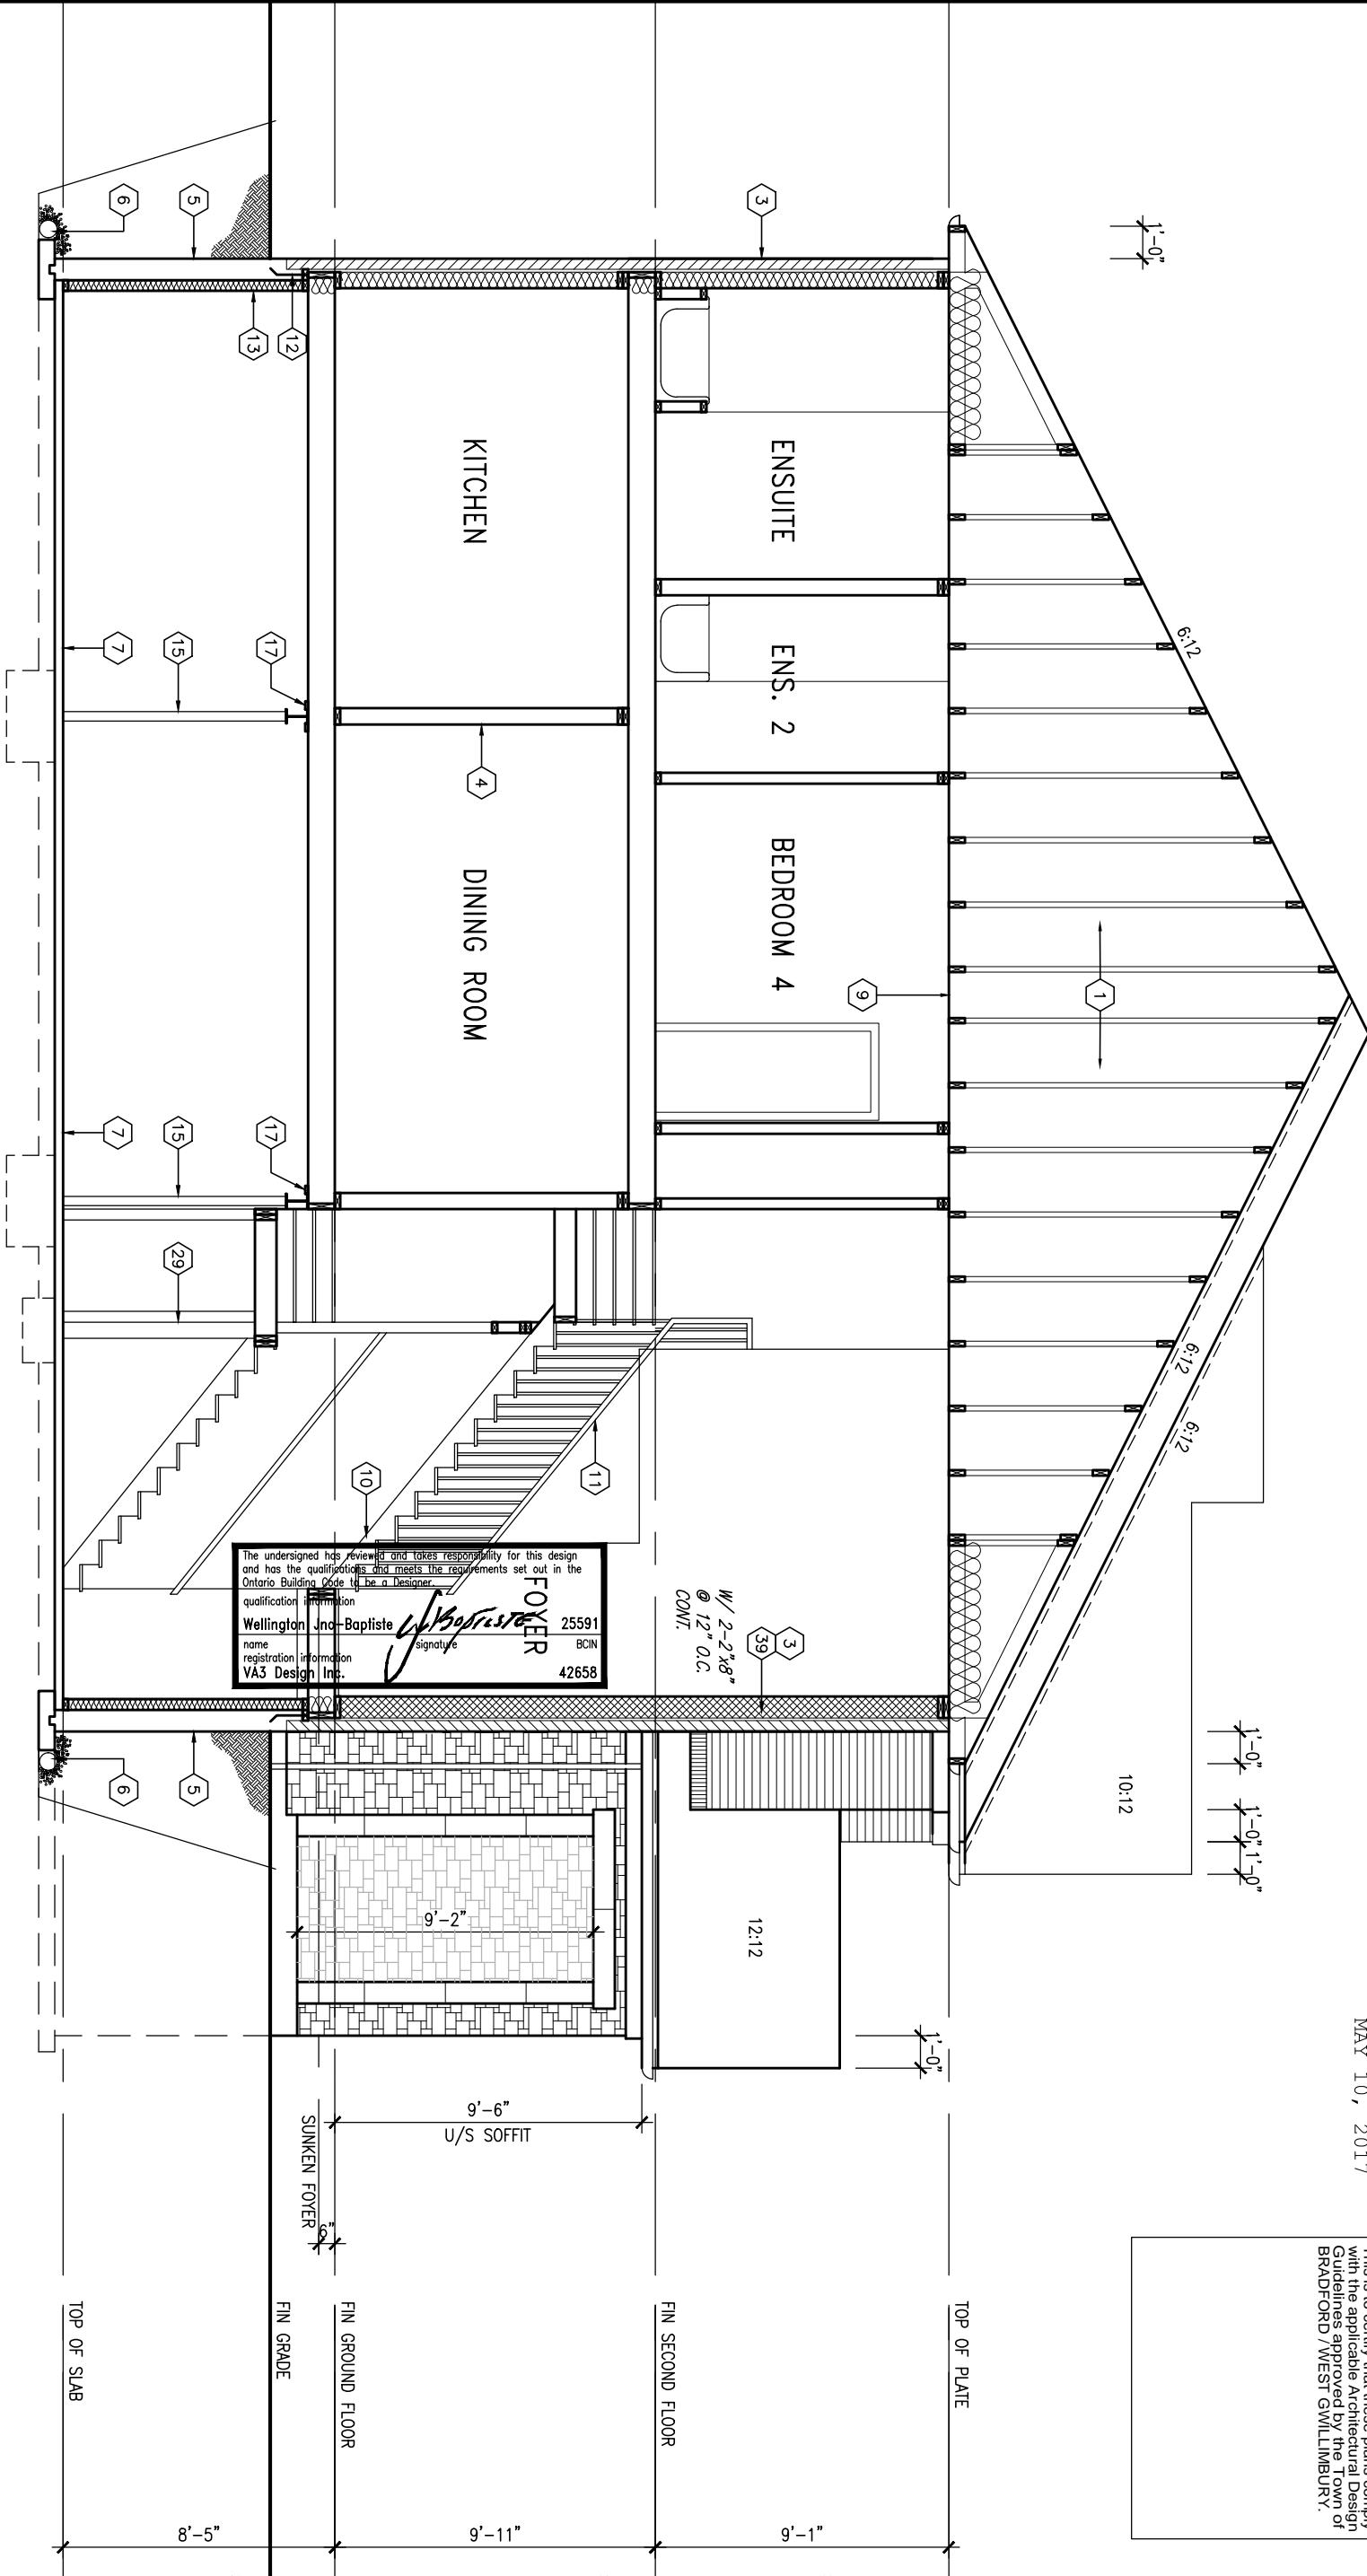 MAY 10, 2017
with the applicable Architectural Design
Guidelines approved by the Town of
BRADFORD / WEST GWILLIMBURY.
1'-0"
6:12
6:12
6:12
10:12
1'-0"
1'-0"
1'-0"
1
9
3
ENSUITE
ENS. 2
BEDROOM 4
3
39
W/ 2-2"x8"
@ 12" O.C.
CONT.
12:12
1'-0"
TOP OF PLATE
9'-1"
FIN SECOND FLOOR
KITCHEN
4
DINING ROOM
11
10
FOYER
9'-2"
9'-6"
U/S SOFFIT
9'-11"
FIN GROUND FLOOR
SUNKEN FOYER
6"
FIN GRADE
12
13
17
17
5
15
15
29
5
6
7
7
6
8'-5"
TOP OF SLAB
The undersigned has reviewed and takes responsibility for this design
and has the qualifications and meets the requirements set out in the
Ontario Building Code to be a Designer.
qualification information
Wellington Jno-Baptiste 25591
name signature BCIN
registration information
VA3 Design Inc. 42658